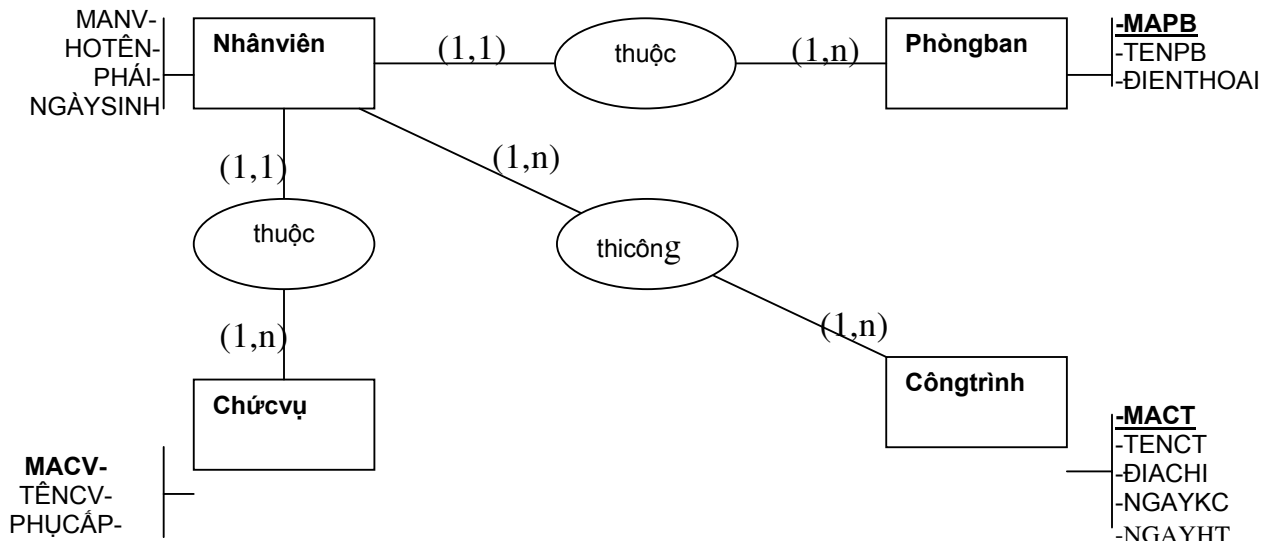 MANV-
HOTÊN-
PHÁI-
NGÀYSINH
Nhânviên
(1,1)
thuộc
(1,n)
Phòngban
-MAPB
-TENPB
-ĐIENTHOAI
(1,1)
(1,n)
thuộc
thicông
(1,n)
(1,n)
Chứcvụ
Côngtrình
MACV-
TÊNCV-
PHỤCẤP-
-MACT
-TENCT
-ĐIACHI
-NGAYKC
-NGAYHT